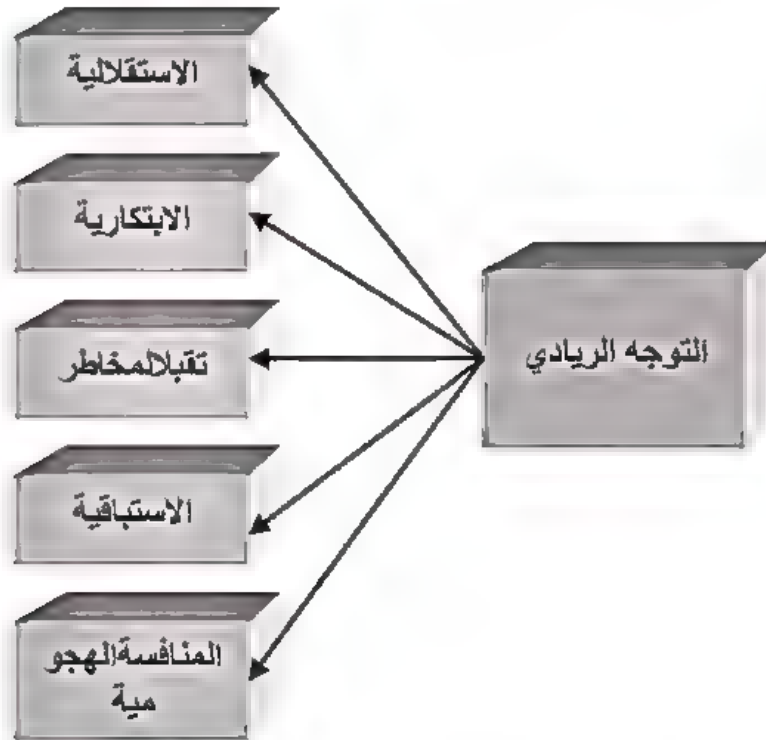 الاستقلالية
الابتكارية
التوجه الريادي
تقبلالمخاطر
الاستباقية
المنافسةالهجو
مية